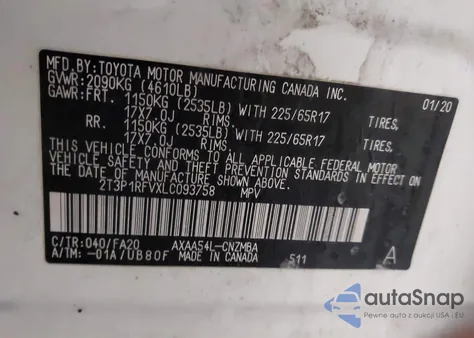 MFD.BY:TOYOTA MOTOR MANUFACTURING CANADA INC.
GVWR:2090KG (4610LB) 01/20
GAWR:FRT. 1150KG (2535LB) WITH 225/65R17 TIRES,
17X7.0J RIMS.
RR. 1150KG (2535LB) WITH 225/65R17 TIRES,
17X7.0J RIMS.
THIS VEHICLE CONFORMS TO ALL APPLICABLE FEDERAL MOTOR
VEHICLE SAFETY AND THEFT PREVENTION STANDARDS IN EFFECT ON
THE DATE OF MANUFACTURE SHOWN ABOVE.
2T3P1RFVXLC093758 MPV
C/TR:040/FA20 AXAA54L-CNZMBA A
A/TM:-01A/UB80F MADE IN CANADA 511
autoSnap
Pewne auto z aukcji USA i EU